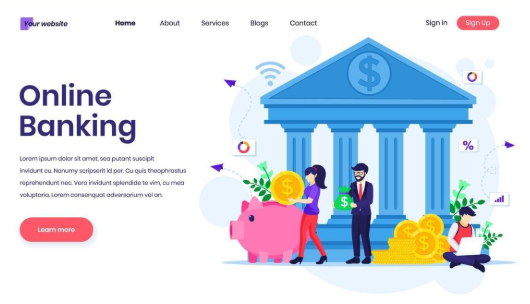 Your website
Home About Services Blogs Contact
Sign in Sign Up
Online
Banking
Lorem ipsum dolor sit amet, sea putant suscipit
invidunt eu. Nonumy scripserit id per. Cu quis theophrastus
reprehendunt nec. Vera invidunt splendide to vim, cu mea
voluptaria. Lorem consequat adversarium vel an.
Learn more
$
%
$
$
$